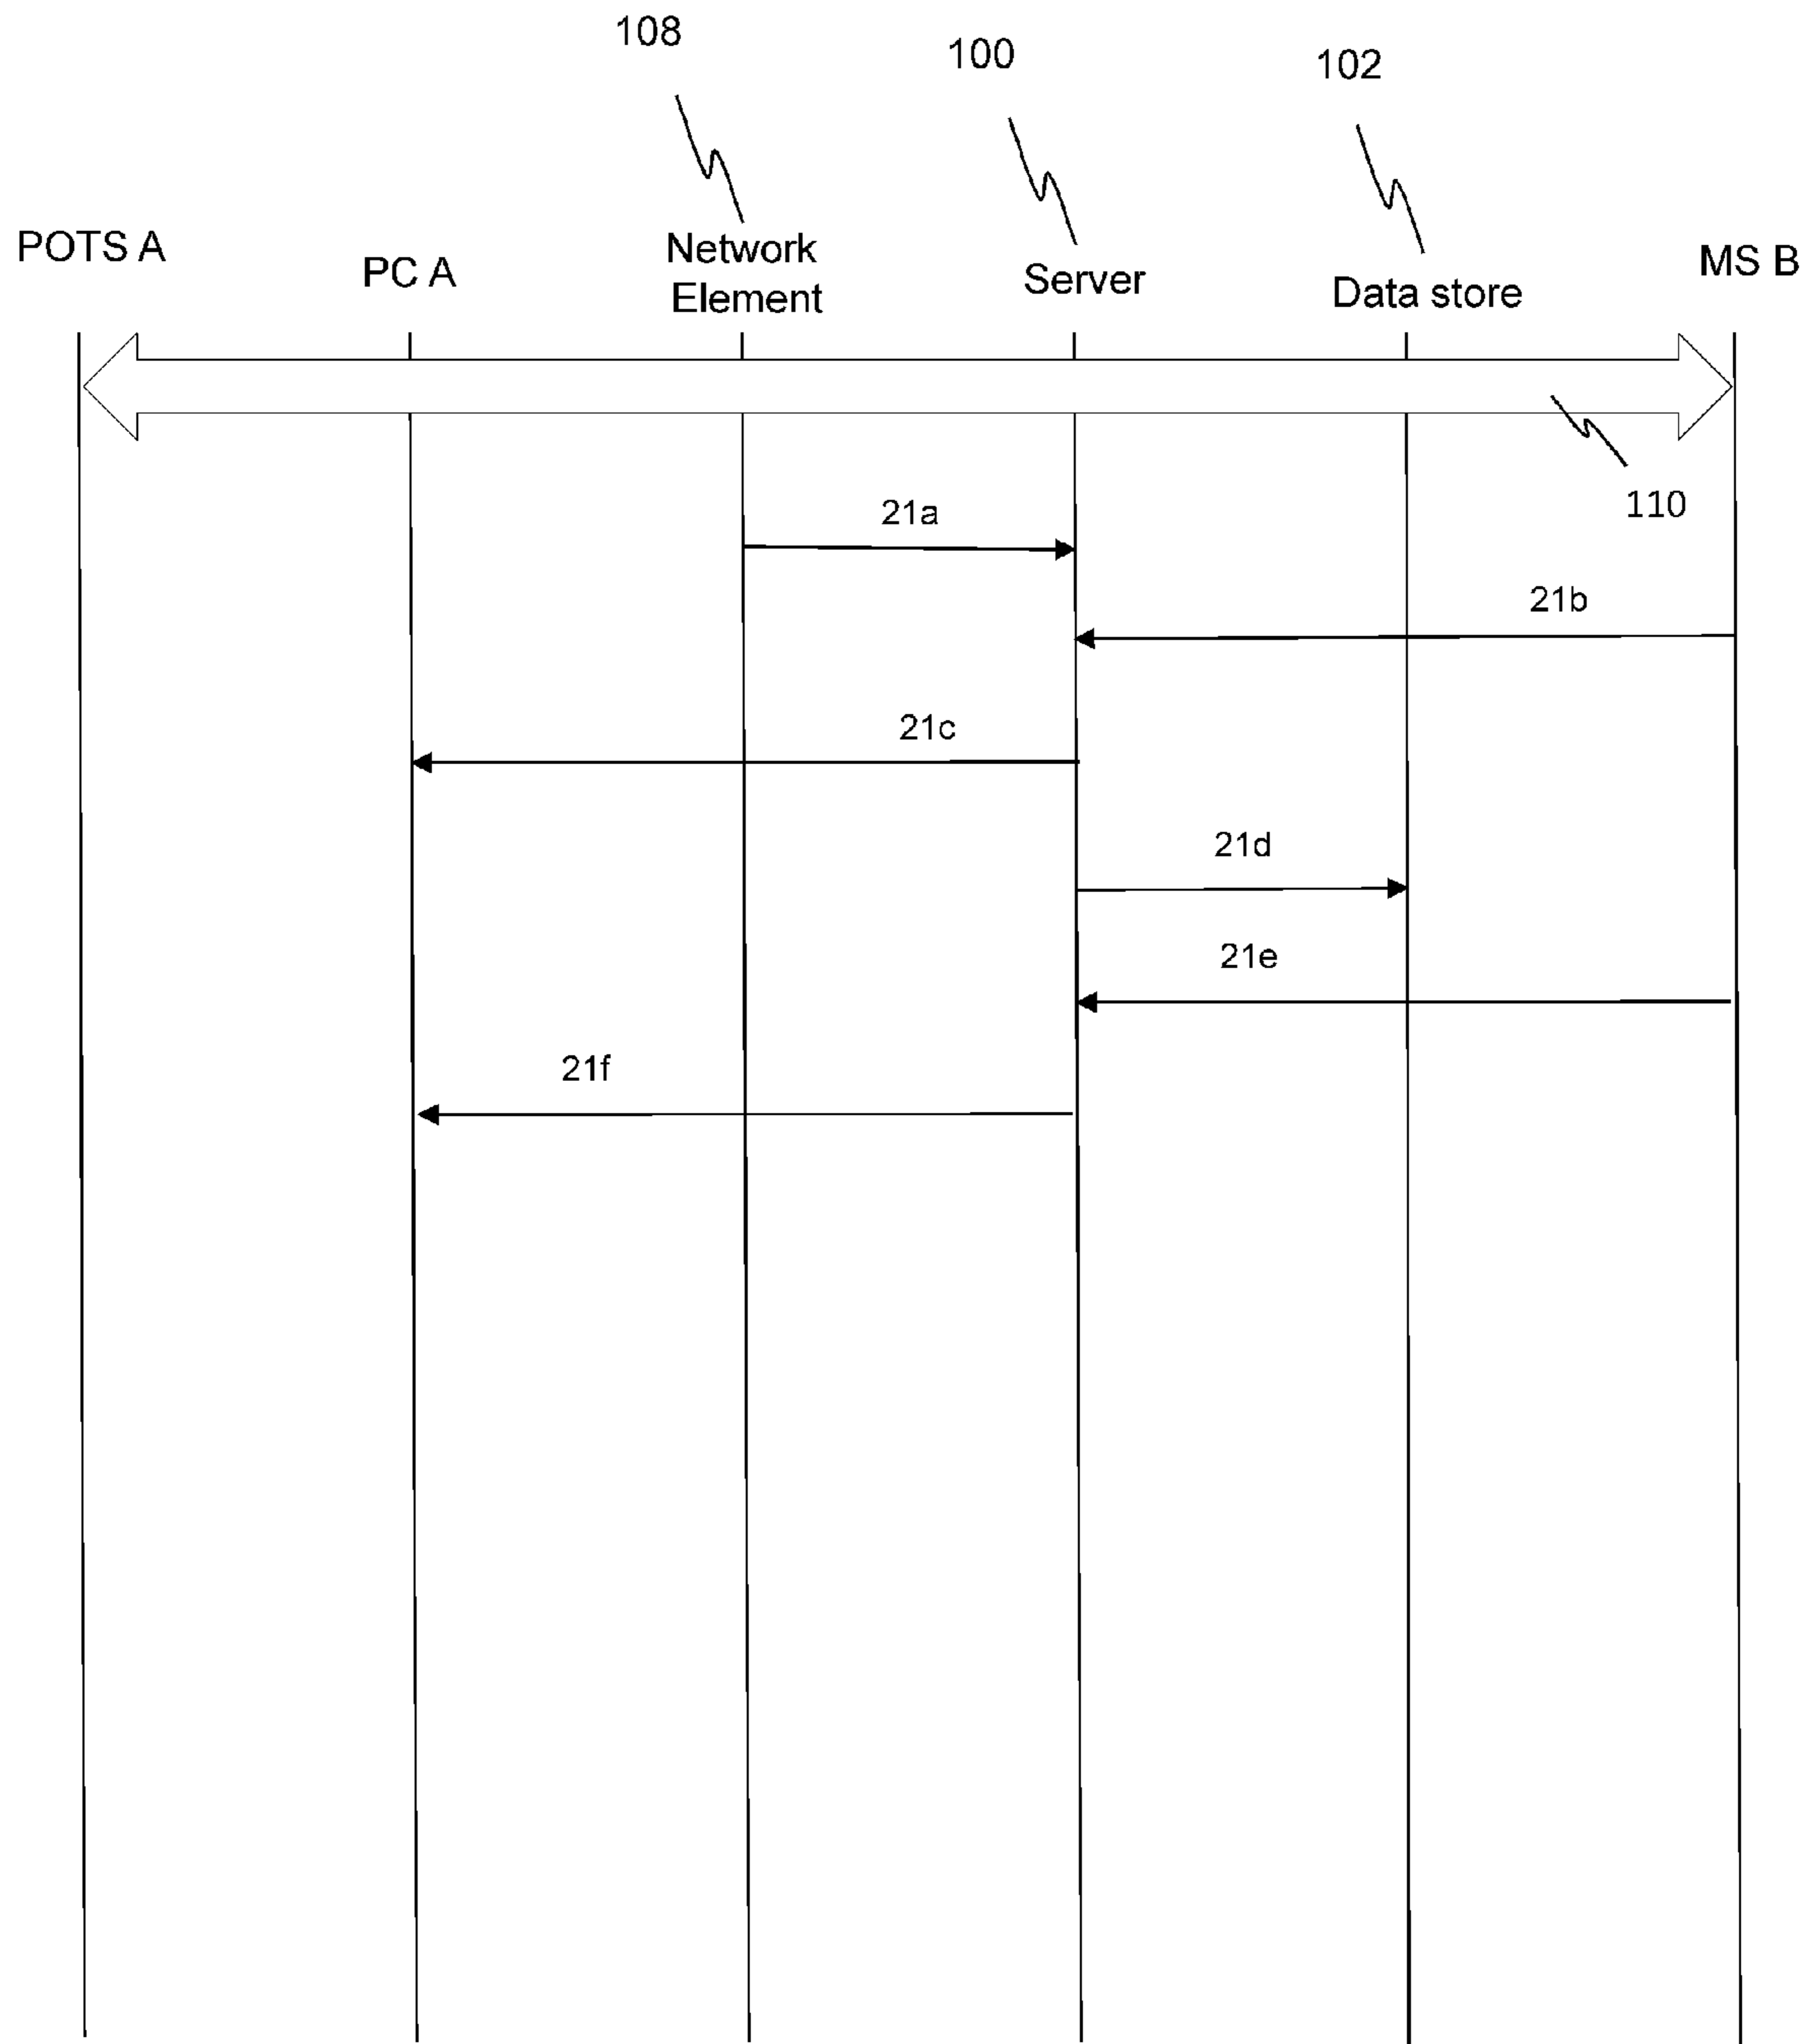 108
100
102
POTS A
PC A
Network
Element
Server
Data store
MS B
110
21a
21b
21c
21d
21e
21f